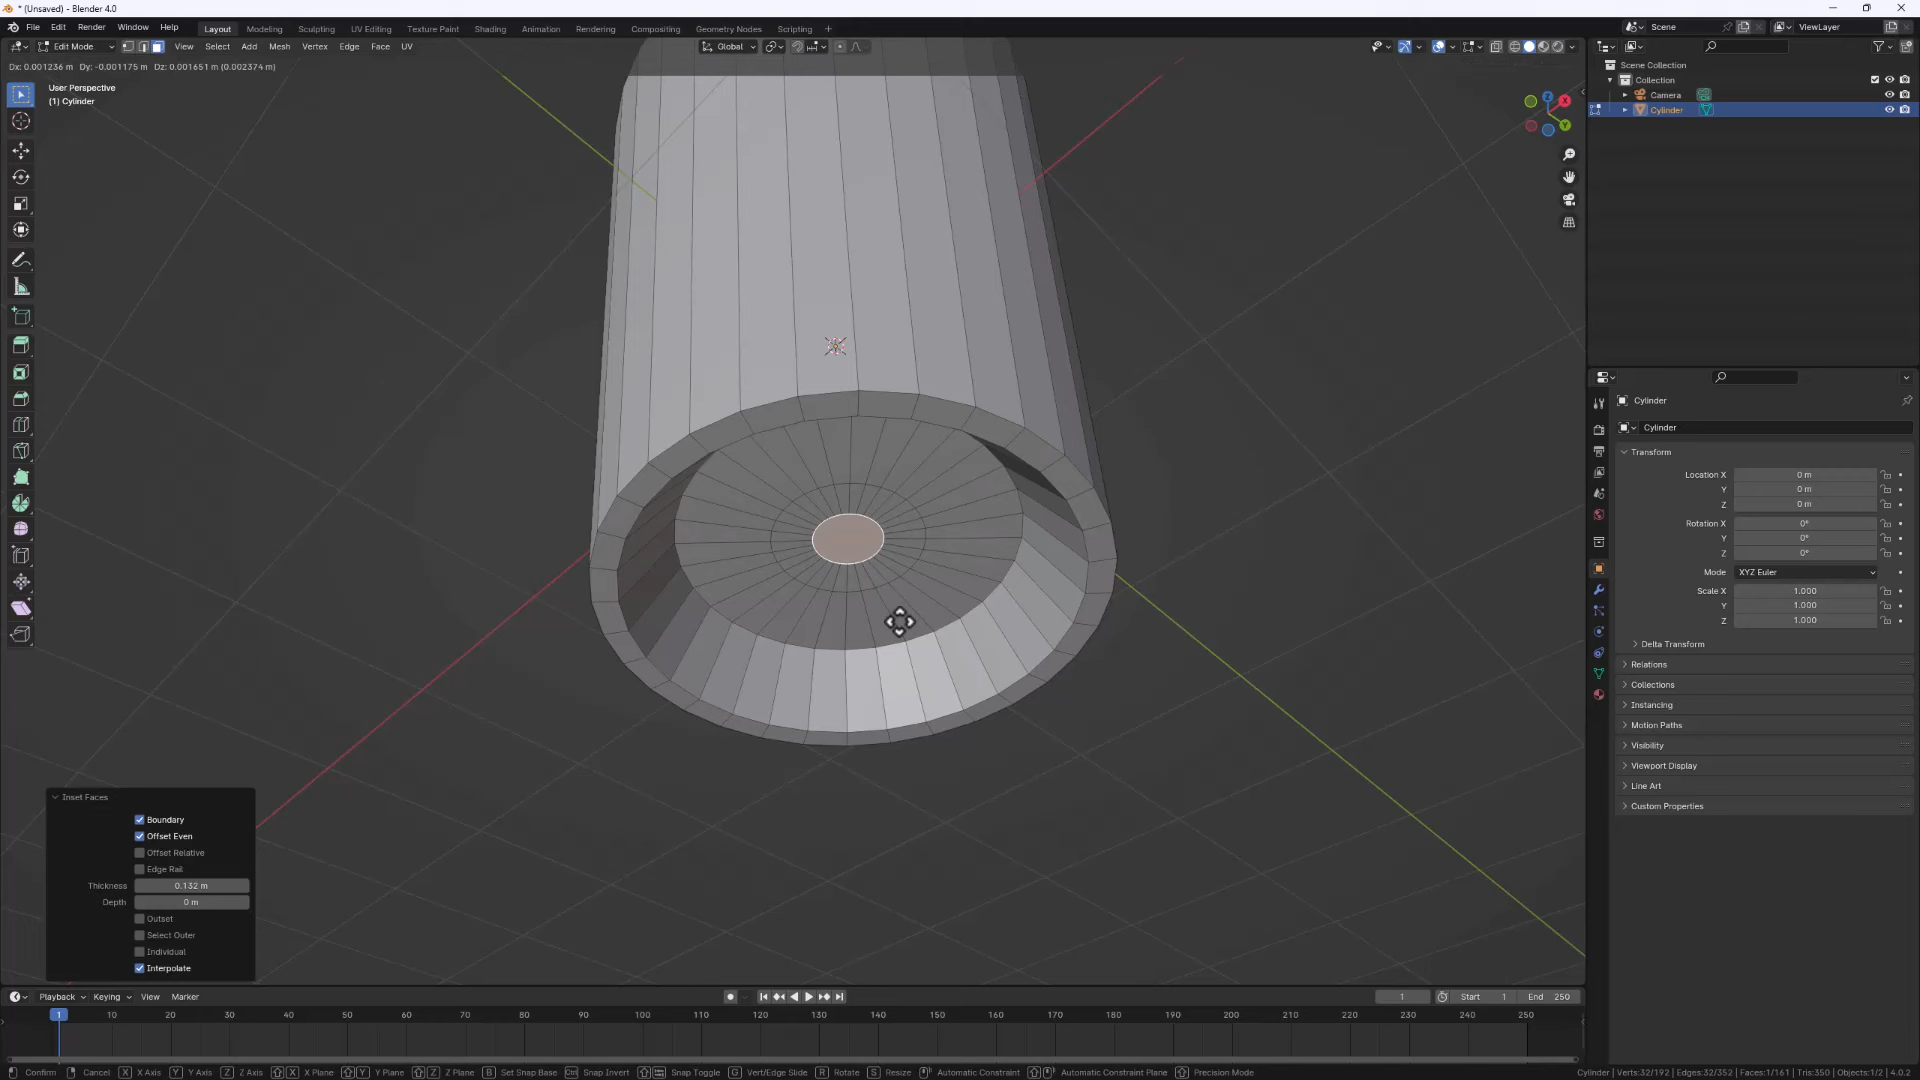 * (Unsaved) - Blender 4.0
File Edit Render Window Help Layout Modeling Sculpting UV Editing Texture Paint Shading Animation Rendering Compositing Geometry Nodes Scripting + Scene ViewLayer
Edit Mode View Select Add Mesh Vertex Edge Face UV Global
Dx: 0.001236 m Dy: -0.001175 m Dz: 0.001651 m (0.002374 m)
User Perspective
(1) Cylinder
Z
X
Y
Scene Collection
Collection
Camera
Cylinder
Cylinder
Cylinder
Transform
Location X 0 m
Y 0 m
Z 0 m
Rotation X 0°
Y 0°
Z 0°
Mode XYZ Euler
Scale X 1.000
Y 1.000
Z 1.000
Delta Transform
Relations
Collections
Instancing
Motion Paths
Visibility
Viewport Display
Line Art
Custom Properties
Inset Faces
Boundary
Offset Even
Offset Relative
Edge Rail
Thickness 0.132 m
Depth 0 m
Outset
Select Outer
Individual
Interpolate
Playback Keying View Marker 1 Start 1 End 250
1 10 20 30 40 50 60 70 80 90 100 110 120 130 140 150 160 170 180 190 200 210 220 230 240 250
Confirm Cancel X X Axis Y Y Axis Z Z Axis X X Plane Y Y Plane Z Z Plane B Set Snap Base Ctrl Snap Invert Snap Toggle G Vert/Edge Slide R Rotate S Resize Automatic Constraint Automatic Constraint Plane Precision Mode Cylinder | Verts:32/192 | Edges:32/352 | Faces:1/161 | Tris:350 | Objects:1/2 | 4.0.2